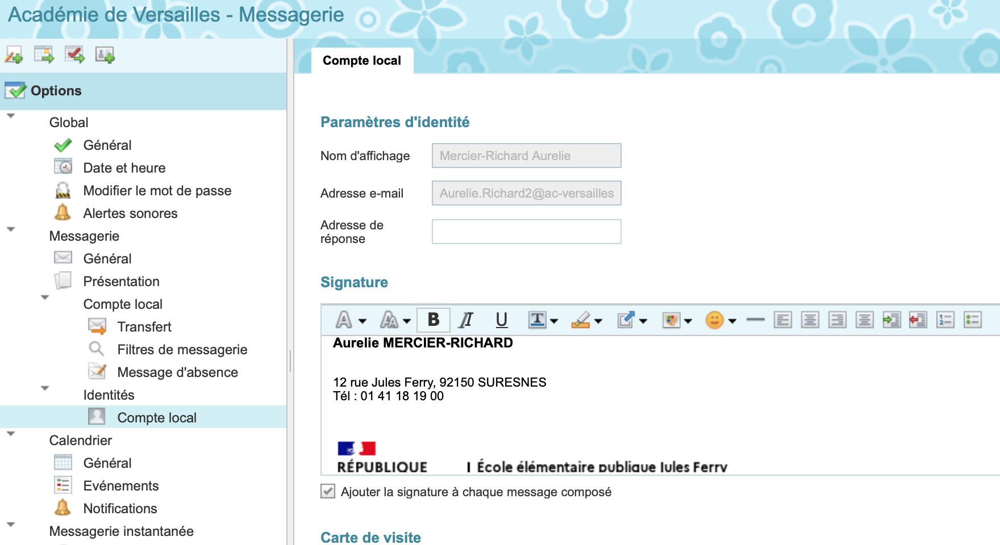 Académie de Versailles - Messagerie
Options
Global
Général
Date et heure
Modifier le mot de passe
Alertes sonores
Messagerie
Général
Présentation
Compte local
Transfert
Filtres de messagerie
Message d'absence
Identités
Compte local
Calendrier
Général
Evénements
Notifications
Messagerie instantanée
Compte local
Paramètres d'identité
Nom d'affichage
Mercier-Richard Aurelie
Adresse e-mail
Aurelie.Richard2@ac-versailles
Adresse de
réponse
Signature
Aurelie MERCIER-RICHARD
12 rue Jules Ferry, 92150 SURESNES
Tél : 01 41 18 19 00
RÉPUBLIQUE
École élémentaire publique Jules Ferry
Ajouter la signature à chaque message composé
Carte de visite